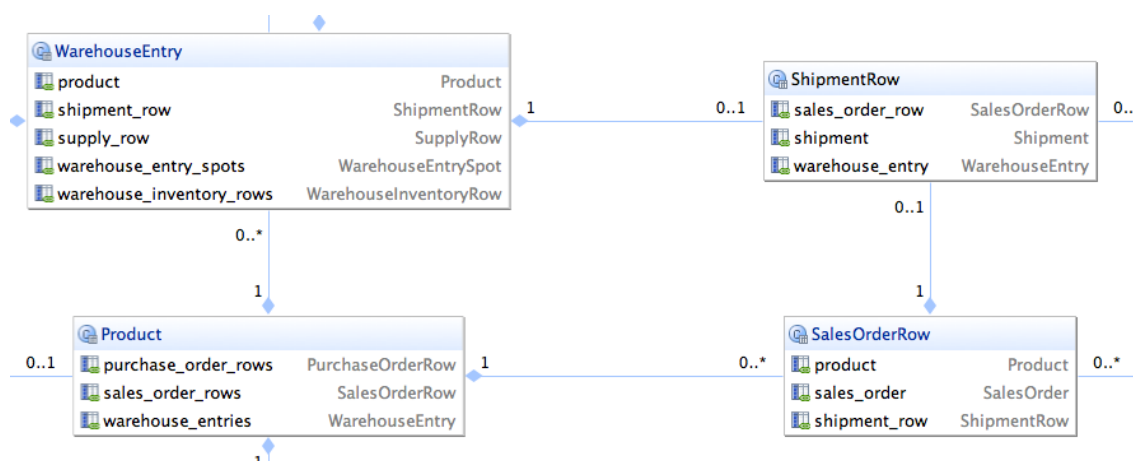 WarehouseEntry
product Product
shipment_row ShipmentRow
supply_row SupplyRow
warehouse_entry_spots WarehouseEntrySpot
warehouse_inventory_rows WarehouseInventoryRow
1
0..1
ShipmentRow
sales_order_row SalesOrderRow
shipment Shipment
warehouse_entry WarehouseEntry
0..
0..*
1
0..1
1
Product
purchase_order_rows PurchaseOrderRow
sales_order_rows SalesOrderRow
warehouse_entries WarehouseEntry
0..1
1
0..*
SalesOrderRow
product Product
sales_order SalesOrder
shipment_row ShipmentRow
0..*
1